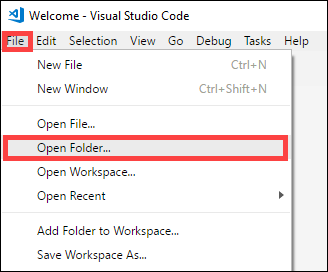 Welcome - Visual Studio Code
File Edit Selection View Go Debug Tasks Help
New File Ctrl+N
New Window Ctrl+Shift+N
Open File...
Open Folder...
Open Workspace...
Open Recent
Add Folder to Workspace...
Save Workspace As...